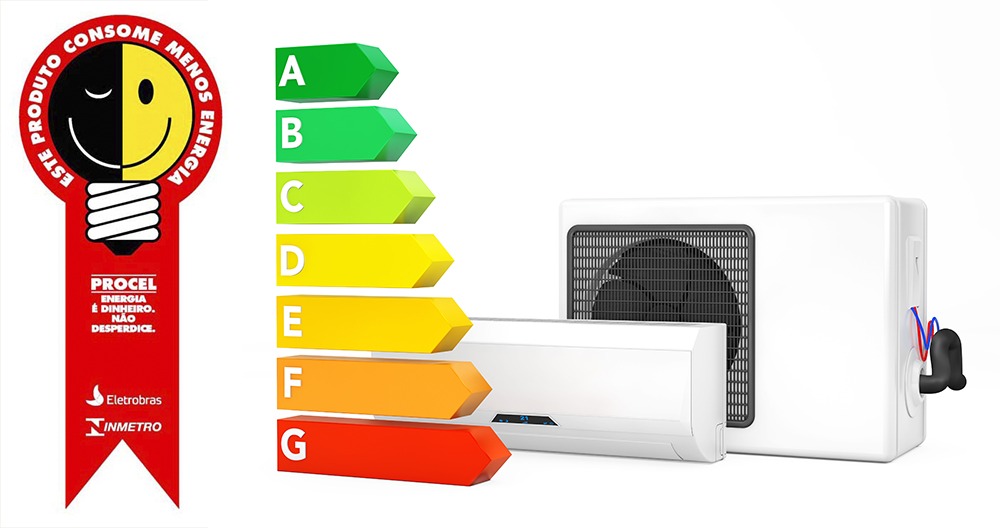 ESTE PRODUTO CONSOME MENOS ENERGIA
PROCEL
ENERGIA
É DINHEIRO.
NÃO
DESPERDICE.
Eletrobras
INMETRO
A
B
C
D
E
F
G